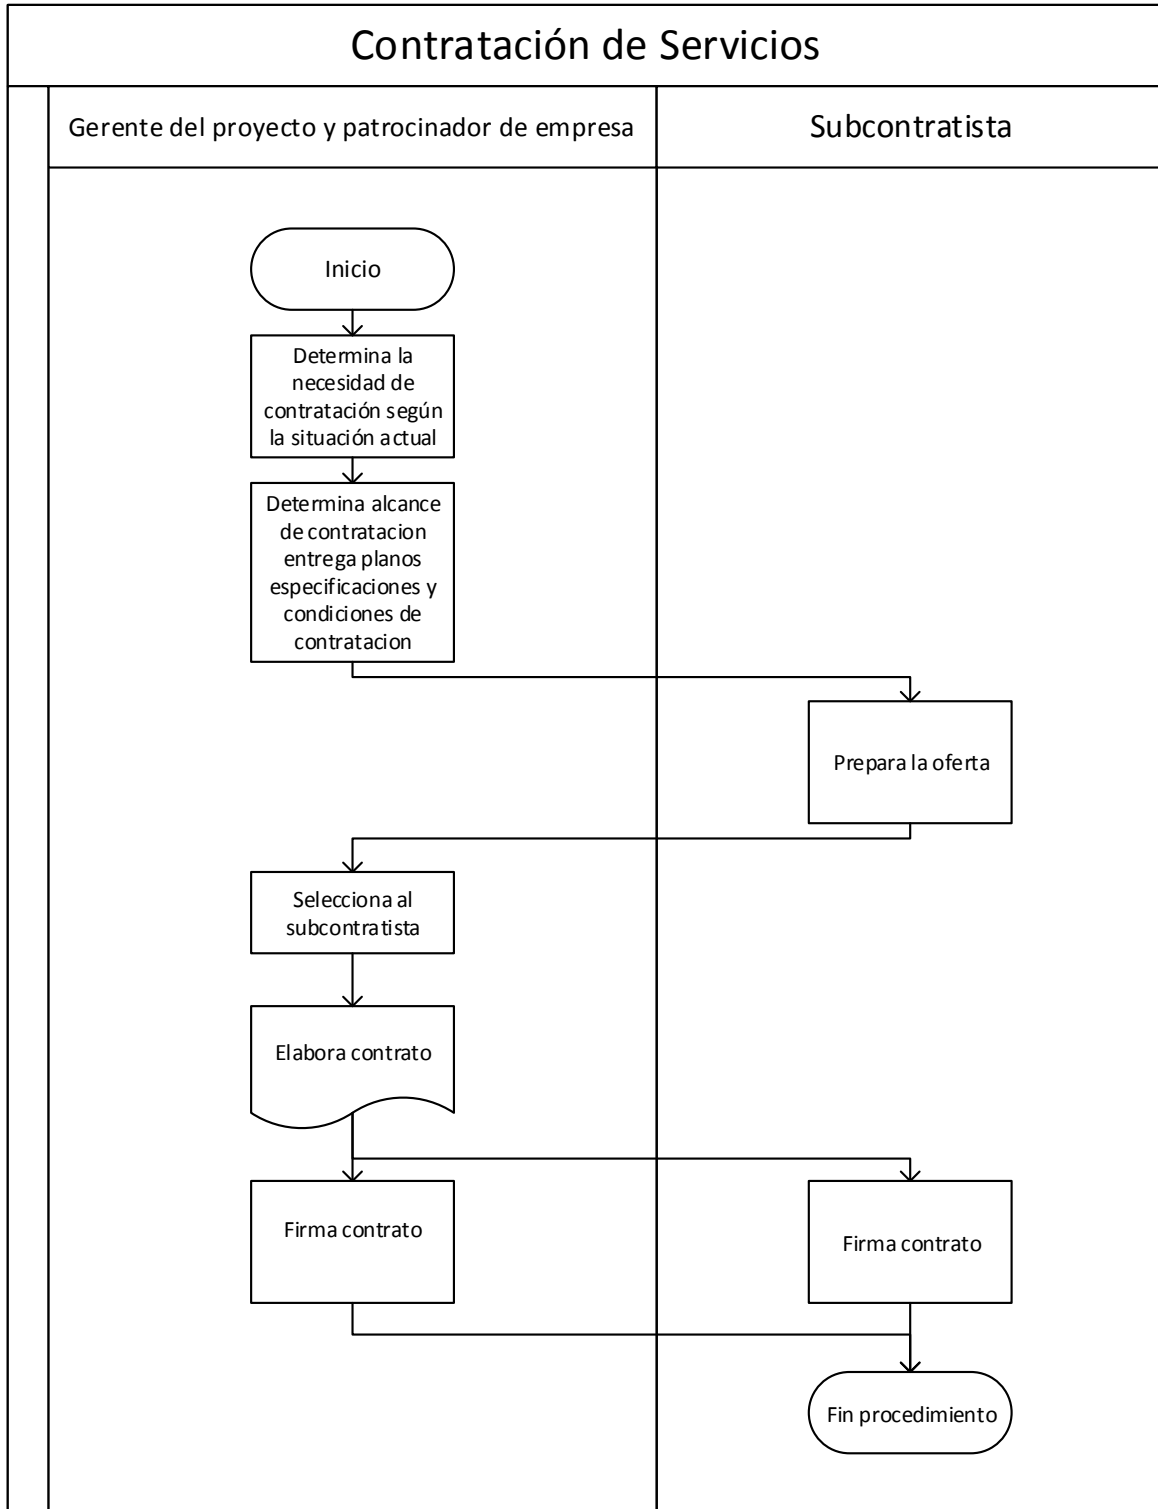 Contratación de Servicios
Gerente del proyecto y patrocinador de empresa
Subcontratista
Inicio
Determina la
necesidad de
contratación según
la situación actual
Determina alcance
de contratacion
entrega planos
especificaciones y
condiciones de
contratacion
Prepara la oferta
Selecciona al
subcontratista
Elabora contrato
Firma contrato
Firma contrato
Fin procedimiento